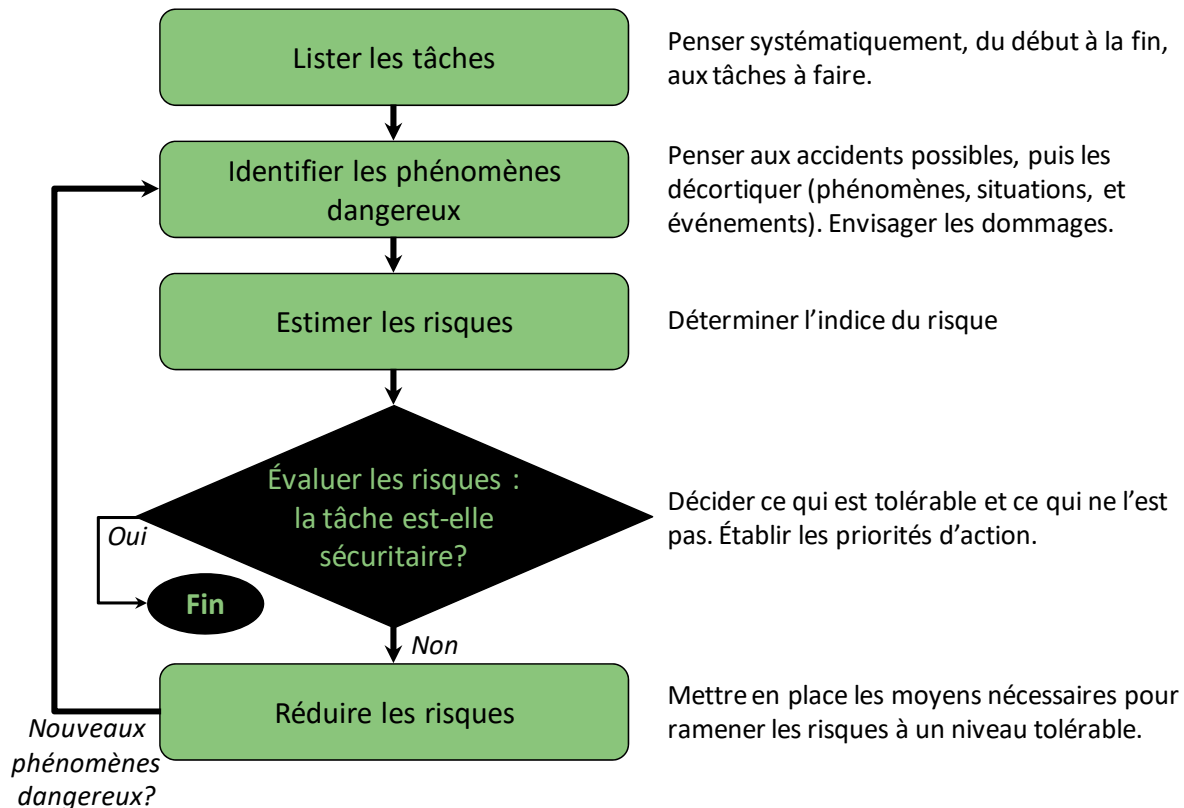 Lister les tâches
Penser systématiquement, du début à la fin,
aux tâches à faire.
Identifier les phénomènes
dangereux
Penser aux accidents possibles, puis les
décortiquer (phénomènes, situations, et
événements). Envisager les dommages.
Estimer les risques
Déterminer l’indice du risque
Évaluer les risques :
la tâche est-elle
sécuritaire?
Décider ce qui est tolérable et ce qui ne l’est
pas. Établir les priorités d’action.
Oui
Fin
Non
Réduire les risques
Mettre en place les moyens nécessaires pour
ramener les risques à un niveau tolérable.
Nouveaux
phénomènes
dangereux?